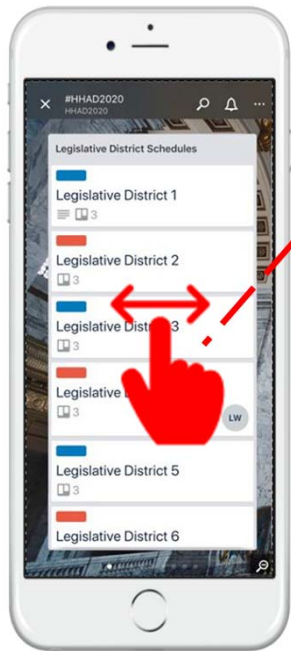 #HHAD2020
HHAD2020
Legislative District Schedules
Legislative District 1
3
Legislative District 2
3
Legislative District 3
3
Legislative
3
LW
Legislative District 5
3
Legislative District 6